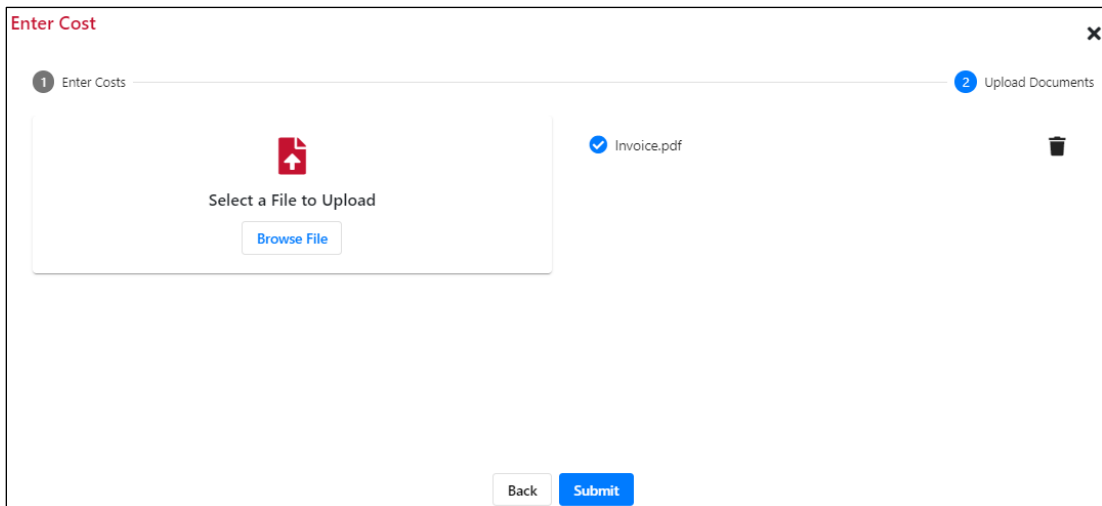 Enter Cost
1 Enter Costs
2 Upload Documents
Select a File to Upload
Browse File
Invoice.pdf
Back
Submit